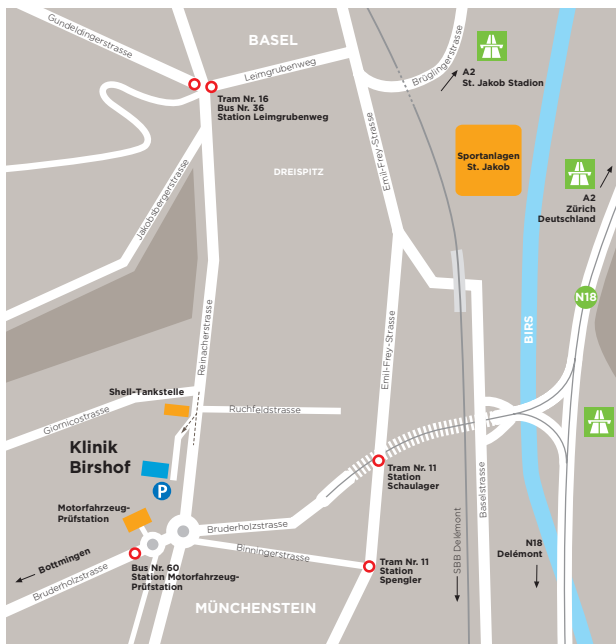 Gundeldingerstrasse
BASEL
Leimgrubenweg
Brüglingerstrasse
A2
St. Jakob Stadion
Tram Nr. 16
Bus Nr. 36
Station Leimgrubenweg
Emil-Frey-Strasse
DREISPITZ
Sportanlagen
St. Jakob
A2
Zürich
Deutschland
Jakobsbergerstrasse
N18
BIRS
Reinacherstrasse
Emil-Frey-Strasse
Shell-Tankstelle
Ruchfeldstrasse
Giornicostrasse
Klinik
Birshof
P
Tram Nr. 11
Station
Schaulager
Baselstrasse
Motorfahrzeug-
Prüfstation
Bruderholzstrasse
Binningerstrasse
SBB Delémont
N18
Delémont
Bottmingen
Bruderholzstrasse
Bus Nr. 60
Station Motorfahrzeug-
Prüfstation
Tram Nr. 11
Station
Spengler
MÜNCHENSTEIN